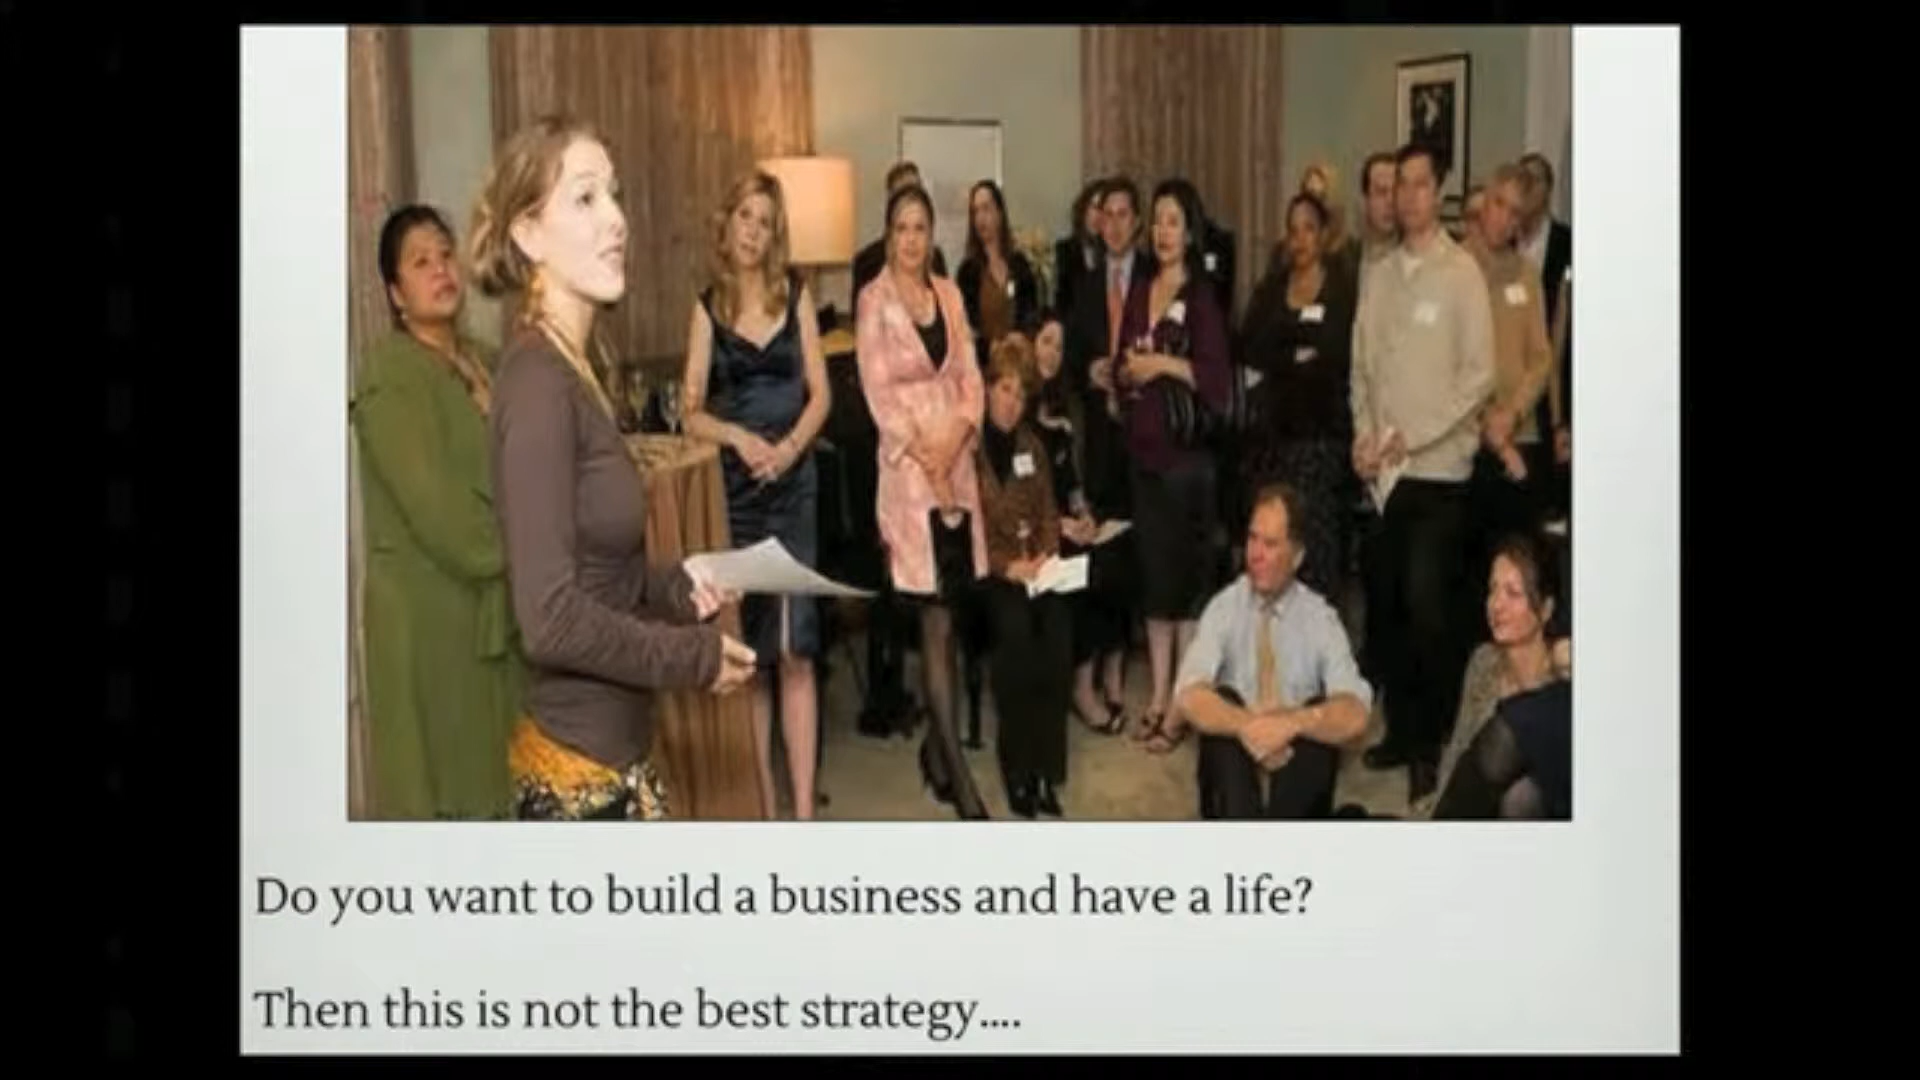 Do you want to build a business and have a life?
Then this is not the best strategy....